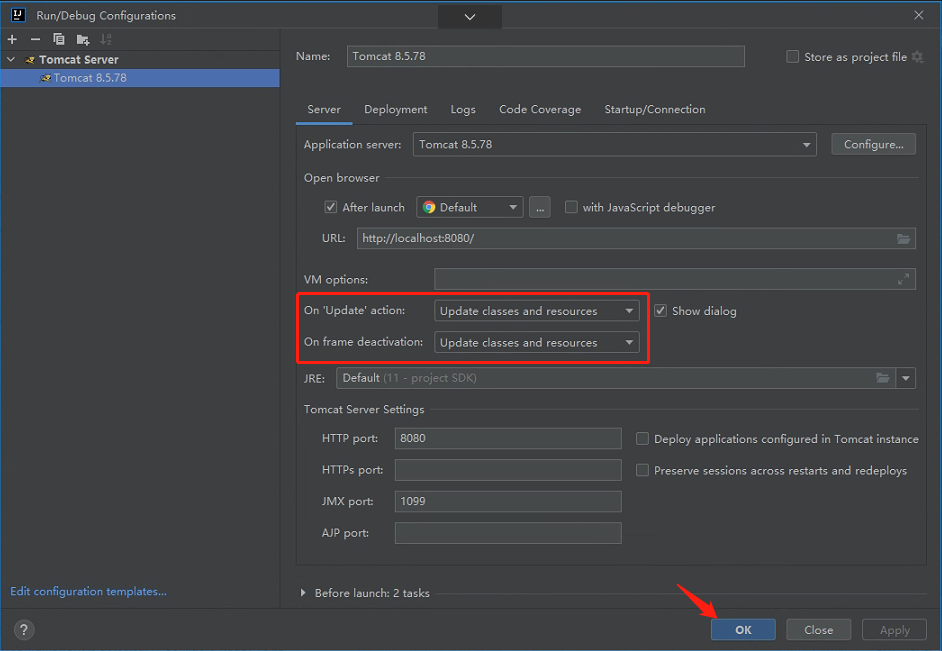 Run/Debug Configurations
Tomcat Server
Tomcat 8.5.78
Name: Tomcat 8.5.78 Store as project file
Server Deployment Logs Code Coverage Startup/Connection
Application server: Tomcat 8.5.78 Configure...
Open browser
After launch Default ... with JavaScript debugger
URL: http://localhost:8080/
VM options:
On 'Update' action: Update classes and resources Show dialog
On frame deactivation: Update classes and resources
JRE: Default (11 - project SDK)
Tomcat Server Settings
HTTP port: 8080 Deploy applications configured in Tomcat instance
HTTPs port: Preserve sessions across restarts and redeploys
JMX port: 1099
AJP port:
Edit configuration templates...
Before launch: 2 tasks
? OK Close Apply